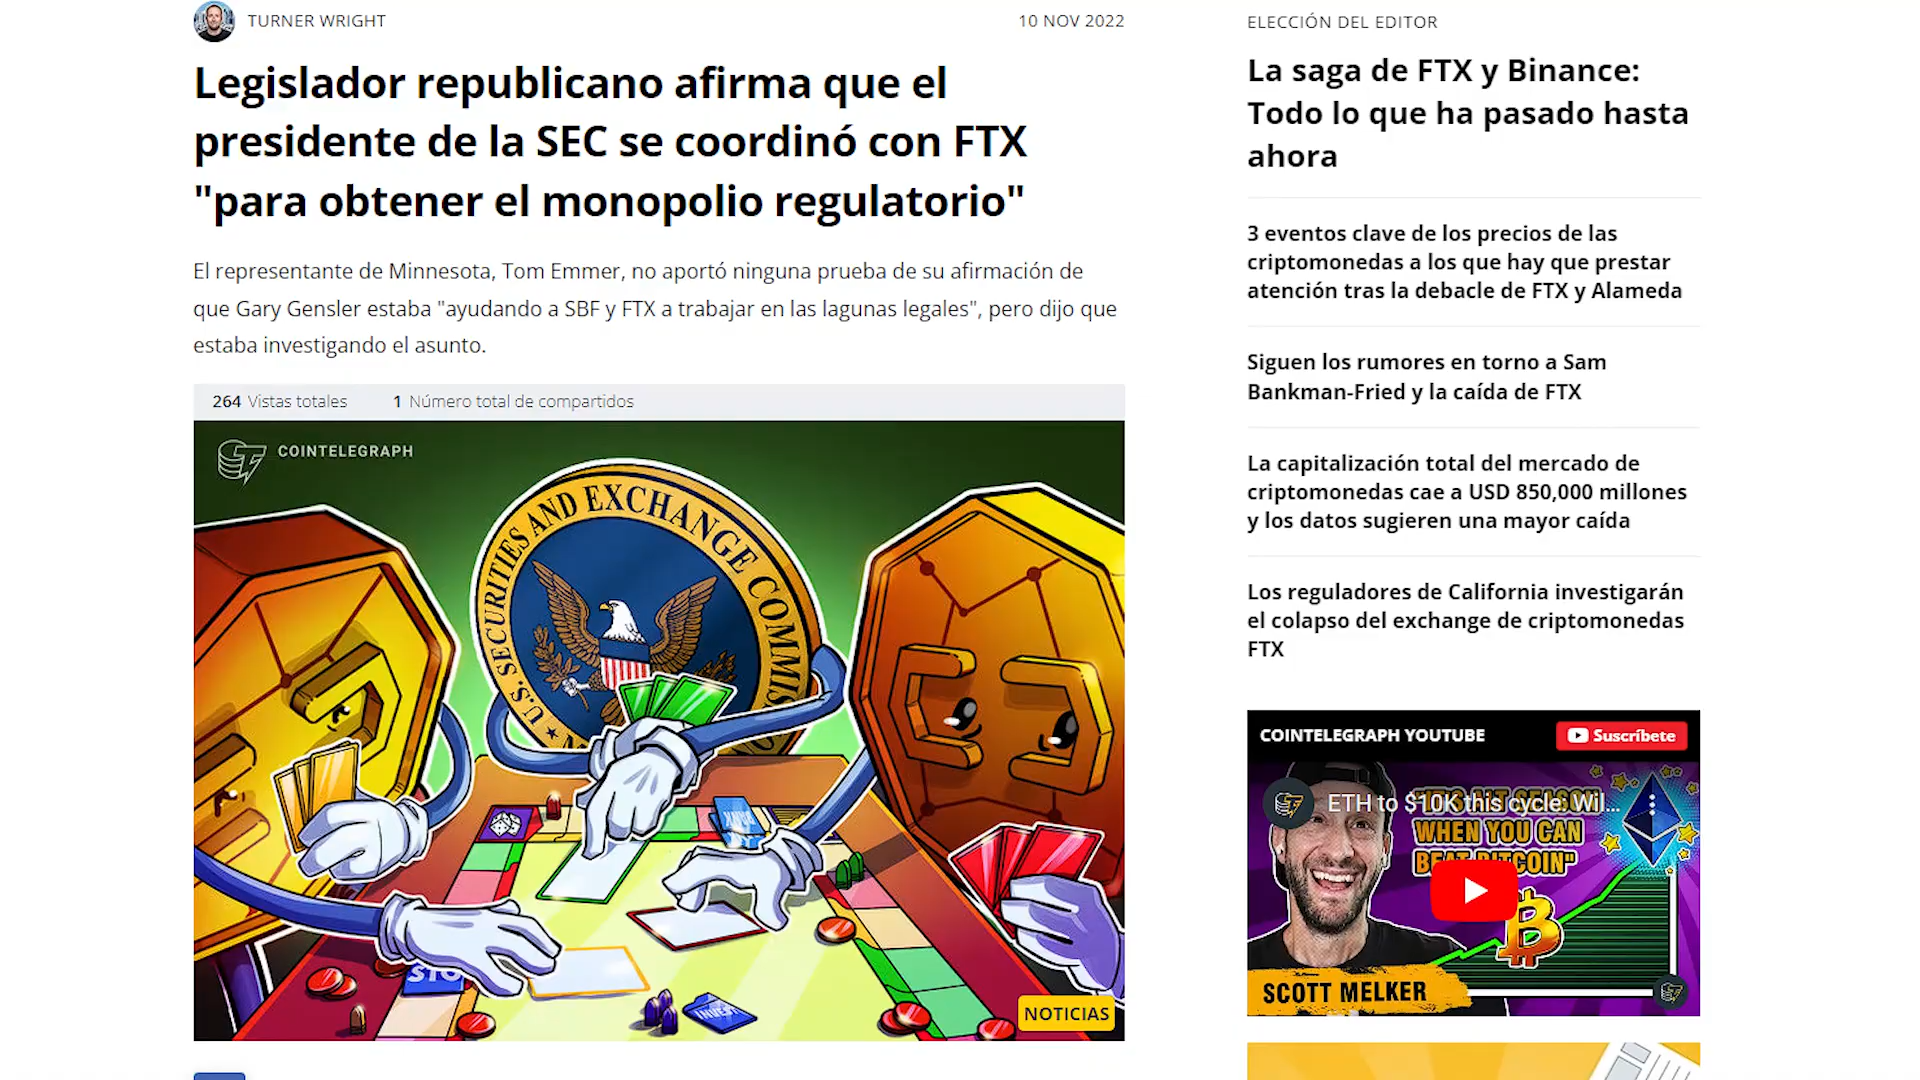 TURNER WRIGHT
10 NOV 2022
Legislador republicano afirma que el
presidente de la SEC se coordinó con FTX
"para obtener el monopolio regulatorio"
El representante de Minnesota, Tom Emmer, no aportó ninguna prueba de su afirmación de
que Gary Gensler estaba "ayudando a SBF y FTX a trabajar en las lagunas legales", pero dijo que
estaba investigando el asunto.
264 Vistas totales
1 Número total de compartidos
COINTELEGRAPH
U.S. SECURITIES AND EXCHANGE COMMIS
STO
INVEST
NOTICIAS
ELECCIÓN DEL EDITOR
La saga de FTX y Binance:
Todo lo que ha pasado hasta
ahora
3 eventos clave de los precios de las
criptomonedas a los que hay que prestar
atención tras la debacle de FTX y Alameda
Siguen los rumores en torno a Sam
Bankman-Fried y la caída de FTX
La capitalización total del mercado de
criptomonedas cae a USD 850,000 millones
y los datos sugieren una mayor caída
Los reguladores de California investigarán
el colapso del exchange de criptomonedas
FTX
COINTELEGRAPH YOUTUBE
Suscríbete
ETH to $10K this cycle: Wil...
WHEN YOU CAN
BEAT BITCOIN"
SCOTT MELKER